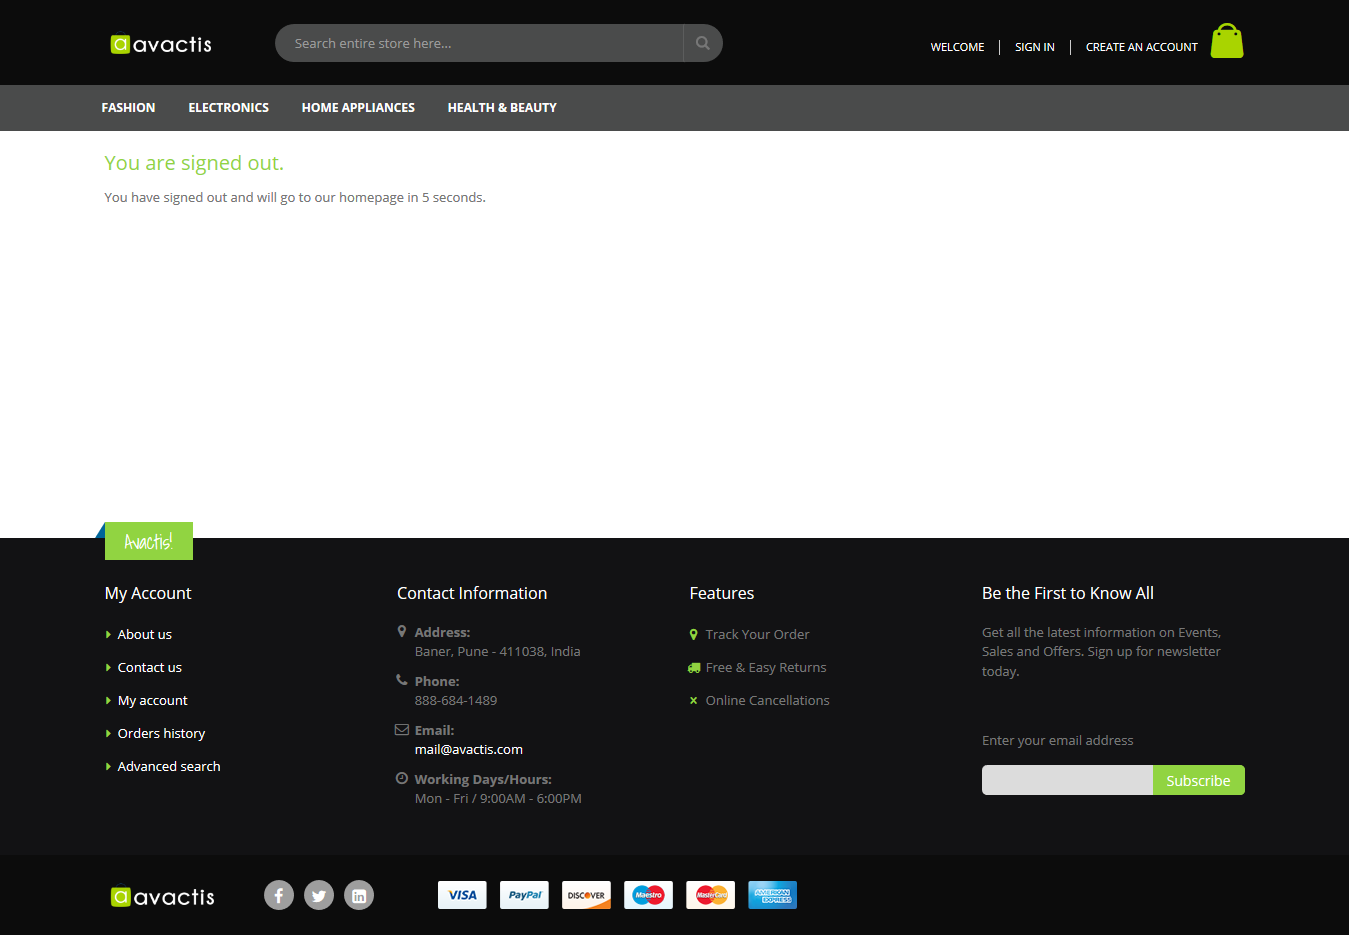 avactis
Search entire store here...
WELCOME
SIGN IN
CREATE AN ACCOUNT
FASHION
ELECTRONICS
HOME APPLIANCES
HEALTH & BEAUTY
You are signed out.
You have signed out and will go to our homepage in 5 seconds.
Avactis!
My Account
About us
Contact us
My account
Orders history
Advanced search
Contact Information
Address:
Baner, Pune - 411038, India
Phone:
888-684-1489
Email:
mail@avactis.com
Working Days/Hours:
Mon - Fri / 9:00AM - 6:00PM
Features
Track Your Order
Free & Easy Returns
Online Cancellations
Be the First to Know All
Get all the latest information on Events,
Sales and Offers. Sign up for newsletter
today.
Enter your email address
Subscribe
avactis
VISA
PayPal
DISCOVER
Maestro
MasterCard
AMERICAN
EXPRESS